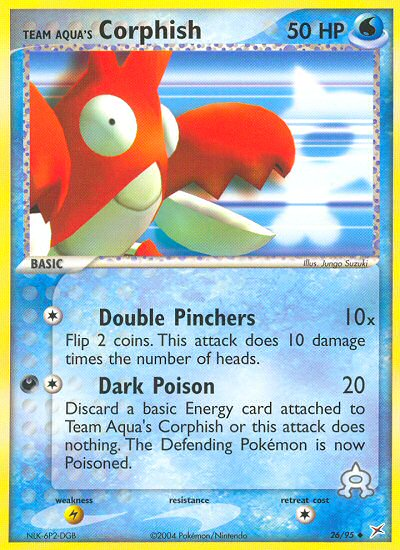 TEAM AQUA'S Corphish 50 HP
BASIC
Illus. Jungo Suzuki
Double Pinchers 10x
Flip 2 coins. This attack does 10 damage
times the number of heads.
Dark Poison 20
Discard a basic Energy card attached to
Team Aqua's Corphish or this attack does
nothing. The Defending Pokémon is now
Poisoned.
weakness resistance retreat cost
NLK-6P2-DGB ©2004 Pokémon/Nintendo 26/95